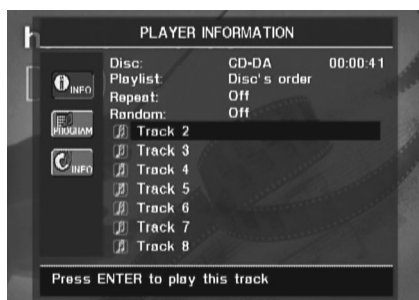 h
PLAYER INFORMATION
Disc: CD-DA 00:00:41
Playlist: Disc's order
Repeat: Off
Random: Off
INFO
PROGRAM
INFO
Track 2
Track 3
Track 4
Track 5
Track 6
Track 7
Track 8
Press ENTER to play this track